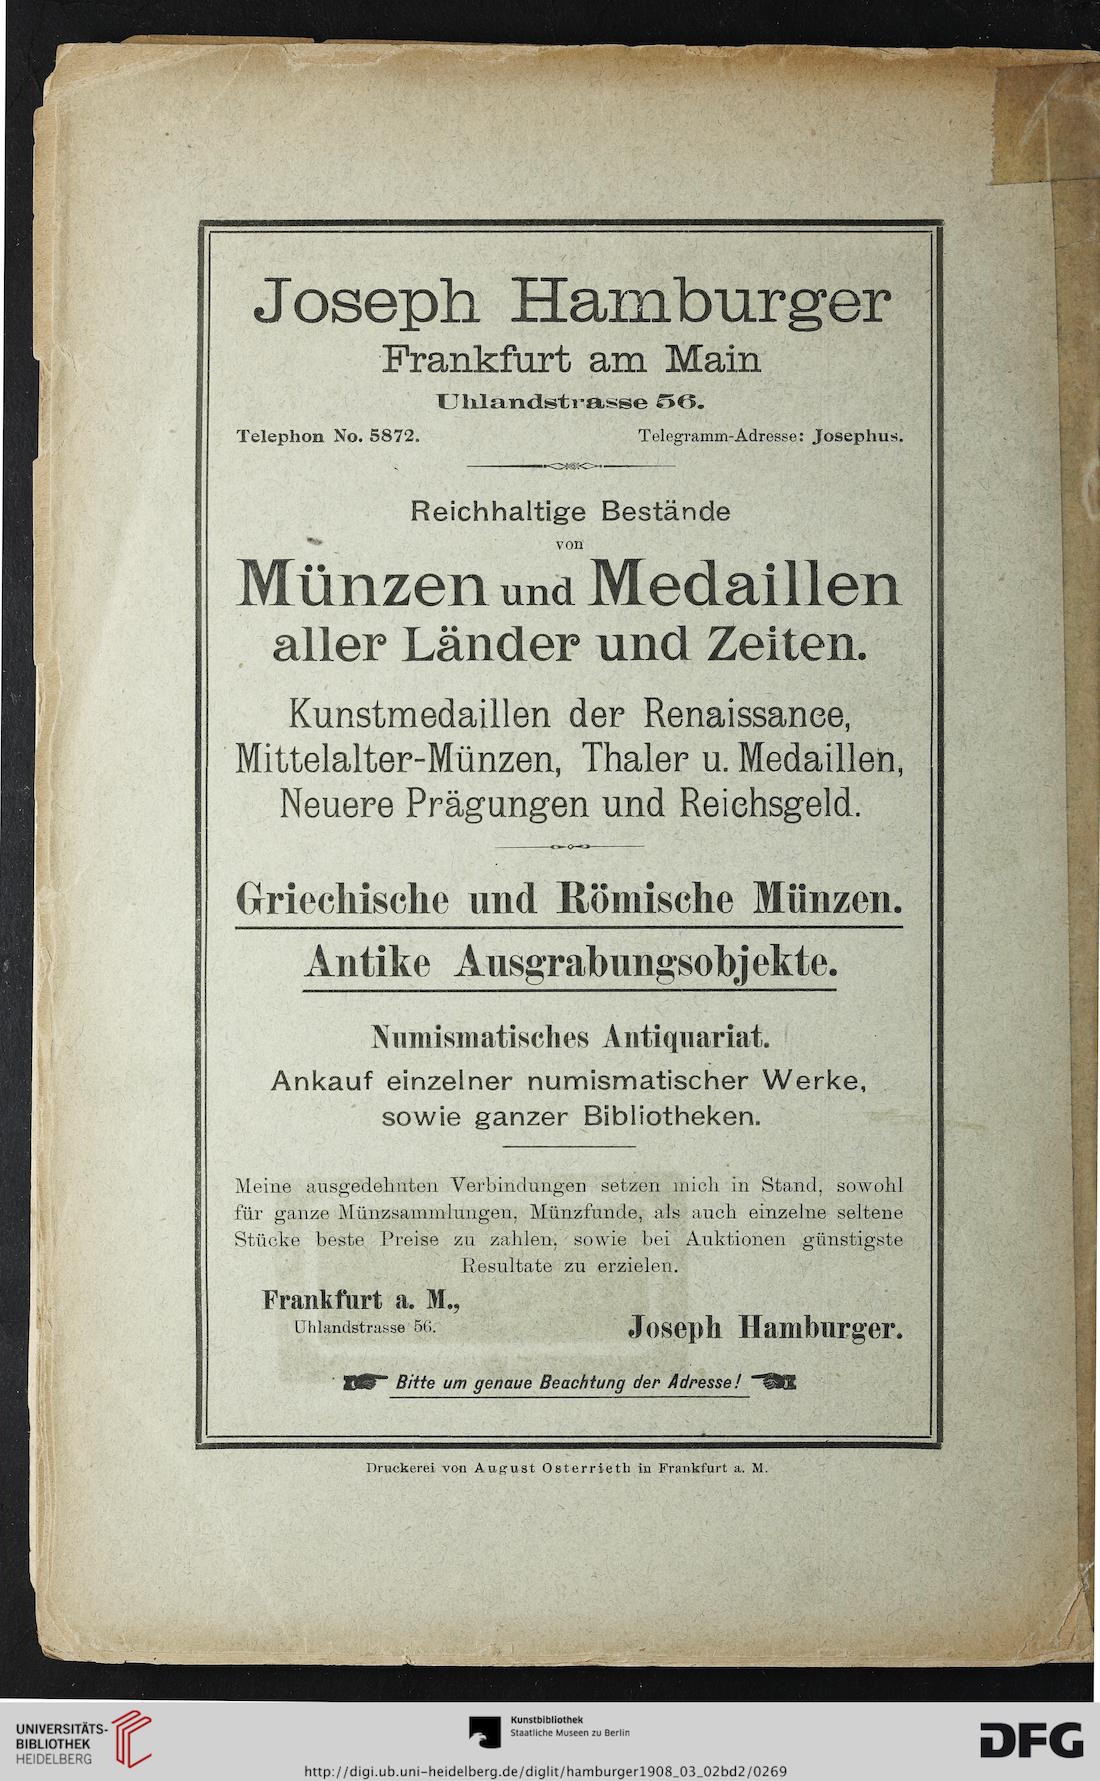 Joseph Hamburger
Frankfurt am Main
Uhlandstrasse 56.
Telephon No. 5872. Telegramm-Adresse: Josephus.
Reichhaltige Bestände
von
Münzen und Medaillen
aller Länder und Zeiten.
Kunstmedaillen der Renaissance,
Mittelalter-Münzen, Thaler u. Medaillen,
Neuere Prägungen und Reichsgeld.
Griechische und Römische Münzen.
Antike Ausgrabungsobjekte.
Numismatisches Antiquariat.
Ankauf einzelner numismatischer Werke,
sowie ganzer Bibliotheken.
Meine ausgedehnten Verbindungen setzen mich in Stand, sowohl
für ganze Münzsammlungen, Münzfunde, als auch einzelne seltene
Stücke beste Preise zu zahlen, sowie bei Auktionen günstigste
Resultate zu erzielen.
Frankfurt a. M.,
Uhlandstrasse 56.
Joseph Hamburger.
Bitte um genaue Beachtung der Adresse!
Druckerei von August Osterrieth in Frankfurt a. M.
UNIVERSITÄTS-
BIBLIOTHEK
HEIDELBERG
Kunstbibliothek
Staatliche Museen zu Berlin
DFG
http://digi.ub.uni-heidelberg.de/diglit/hamburger1908_03_02bd2/0269